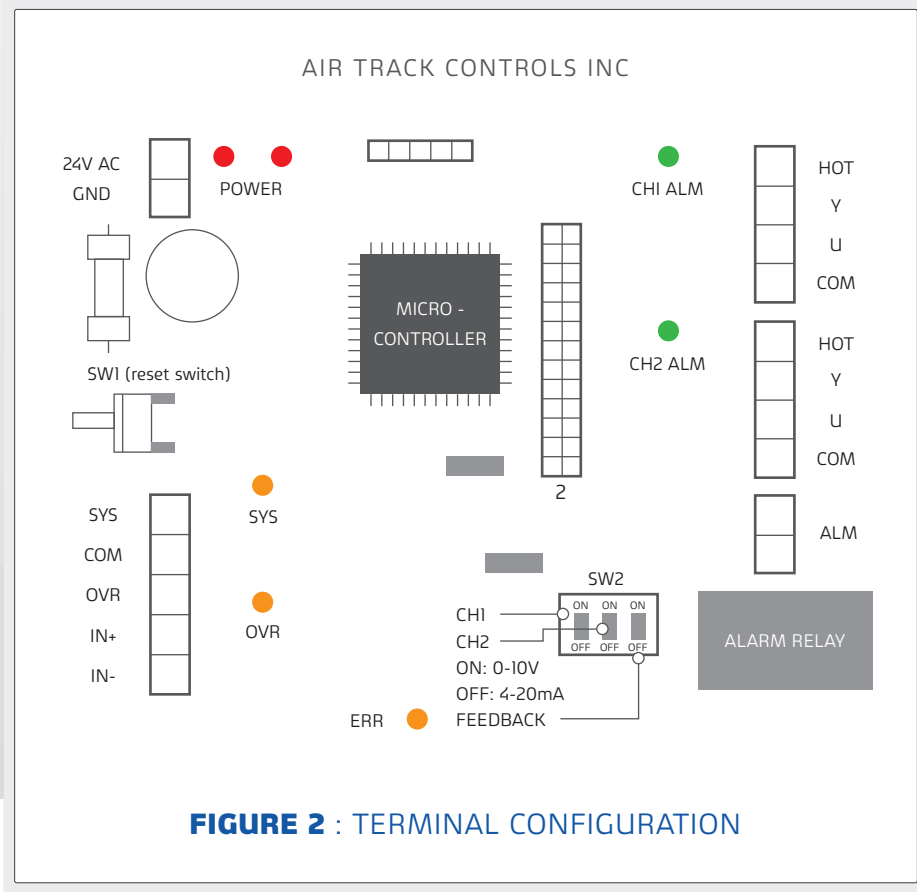 AIR TRACK CONTROLS INC
24V AC
GND
POWER
CH1 ALM
HOT
Y
U
COM
MICRO -
CONTROLLER
SW1 (reset switch)
CH2 ALM
HOT
Y
U
COM
2
SYS
COM
OVR
IN+
IN-
SYS
OVR
ALM
SW2
ON ON ON
OFF OFF OFF
CH1
CH2
ON: 0-10V
OFF: 4-20mA
FEEDBACK
ERR
ALARM RELAY
FIGURE 2 : TERMINAL CONFIGURATION